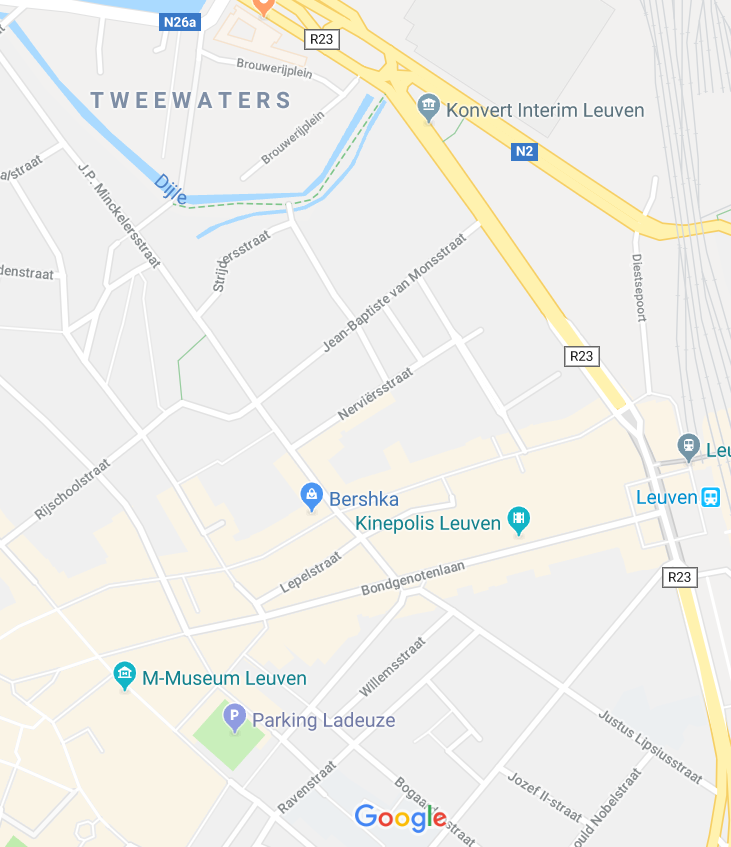 N26a
R23
Brouwerijplein
TWEEWATERS
Konvert Interim Leuven
Brouwerijplein
N2
J.P. Minckelersstraat
Dijle
Strijdersstraat
Jean-Baptiste van Monsstraat
Diestsepoort
R23
Nerviërsstraat
Rijschoolstraat
Bershka
Leuven
Kinepolis Leuven
Lepelstraat
Bondgenotenlaan
R23
Willemsstraat
M-Museum Leuven
Parking Ladeuze
Justus Lipsiusstraat
Ravenstraat
Jozef II-straat
Google